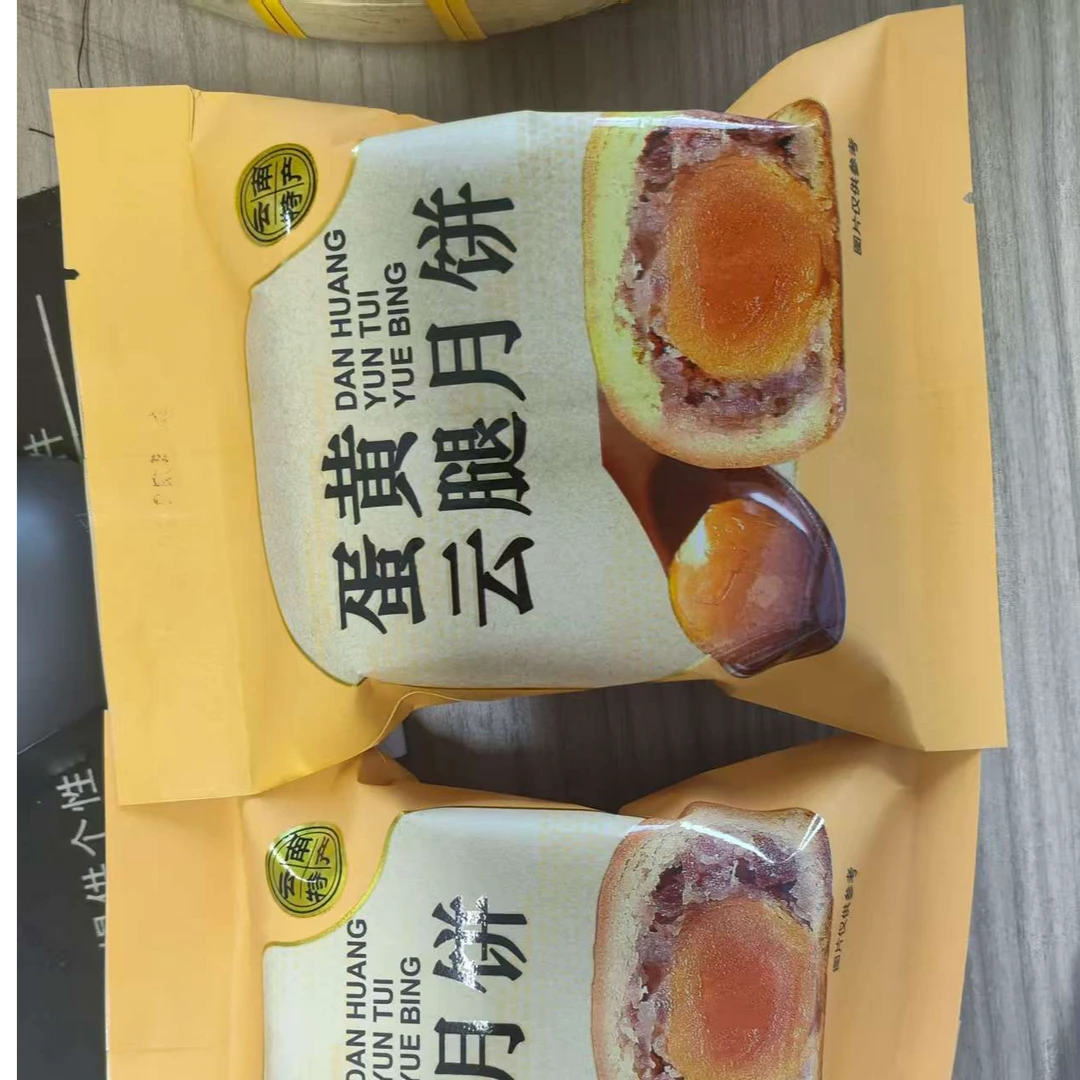 云南
特产
蛋黄
云腿月饼
DAN HUANG
YUN TUI
YUE BING
图片仅供参考
云南
特产
月饼
DAN HUANG
YUN TUI
YUE BING
图片仅供参考
个性